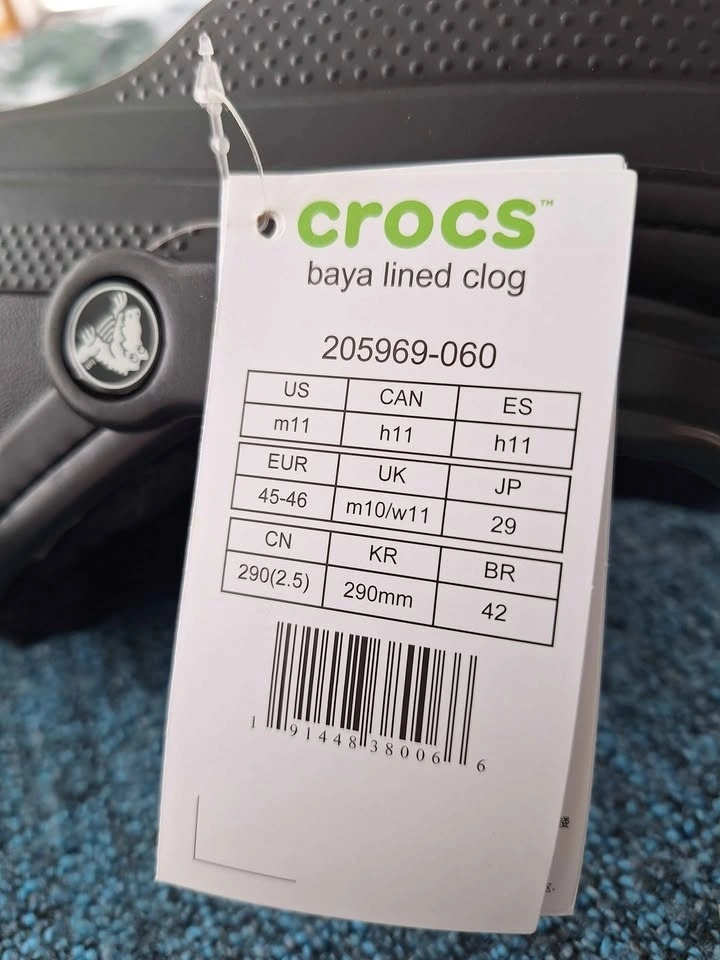 crocs™
baya lined clog
205969-060
US CAN ES
m11 h11 h11
EUR UK JP
45-46 m10/w11 29
CN KR BR
290(2.5) 290mm 42
1 91448 38006 6